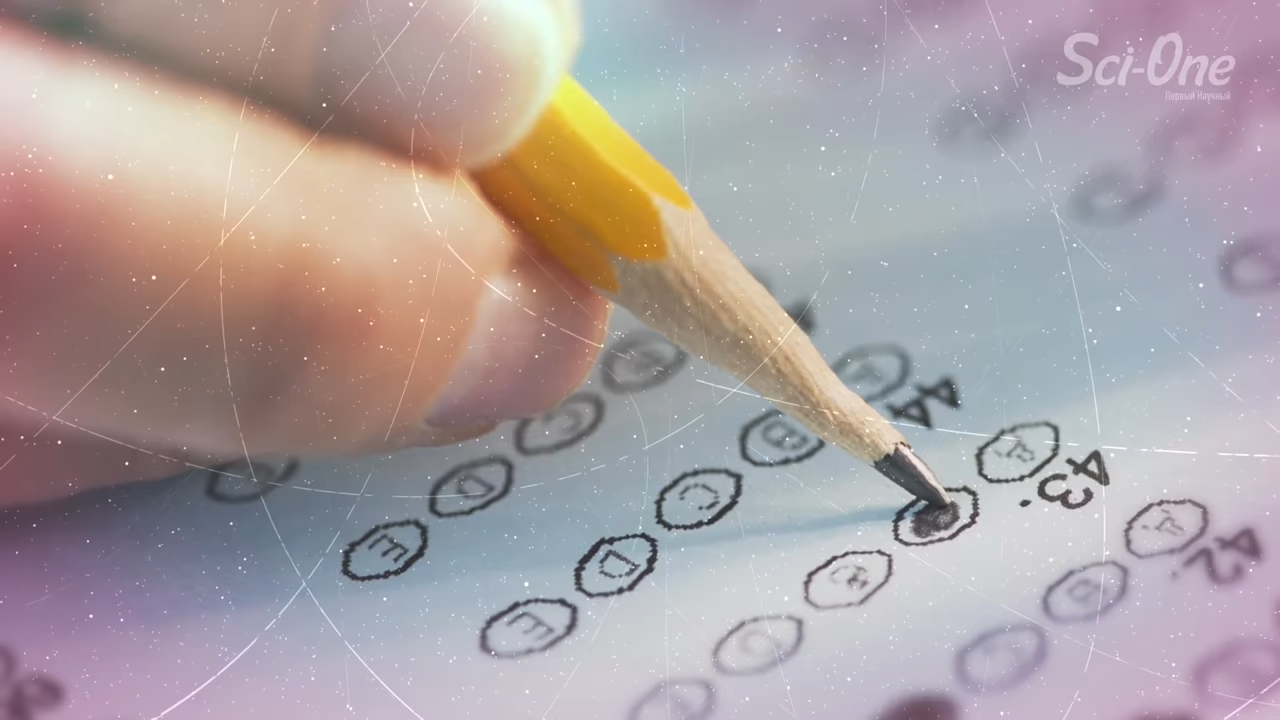 Sci-One
Первый Научный
C D E
44 B C D E
43. A
42. A B